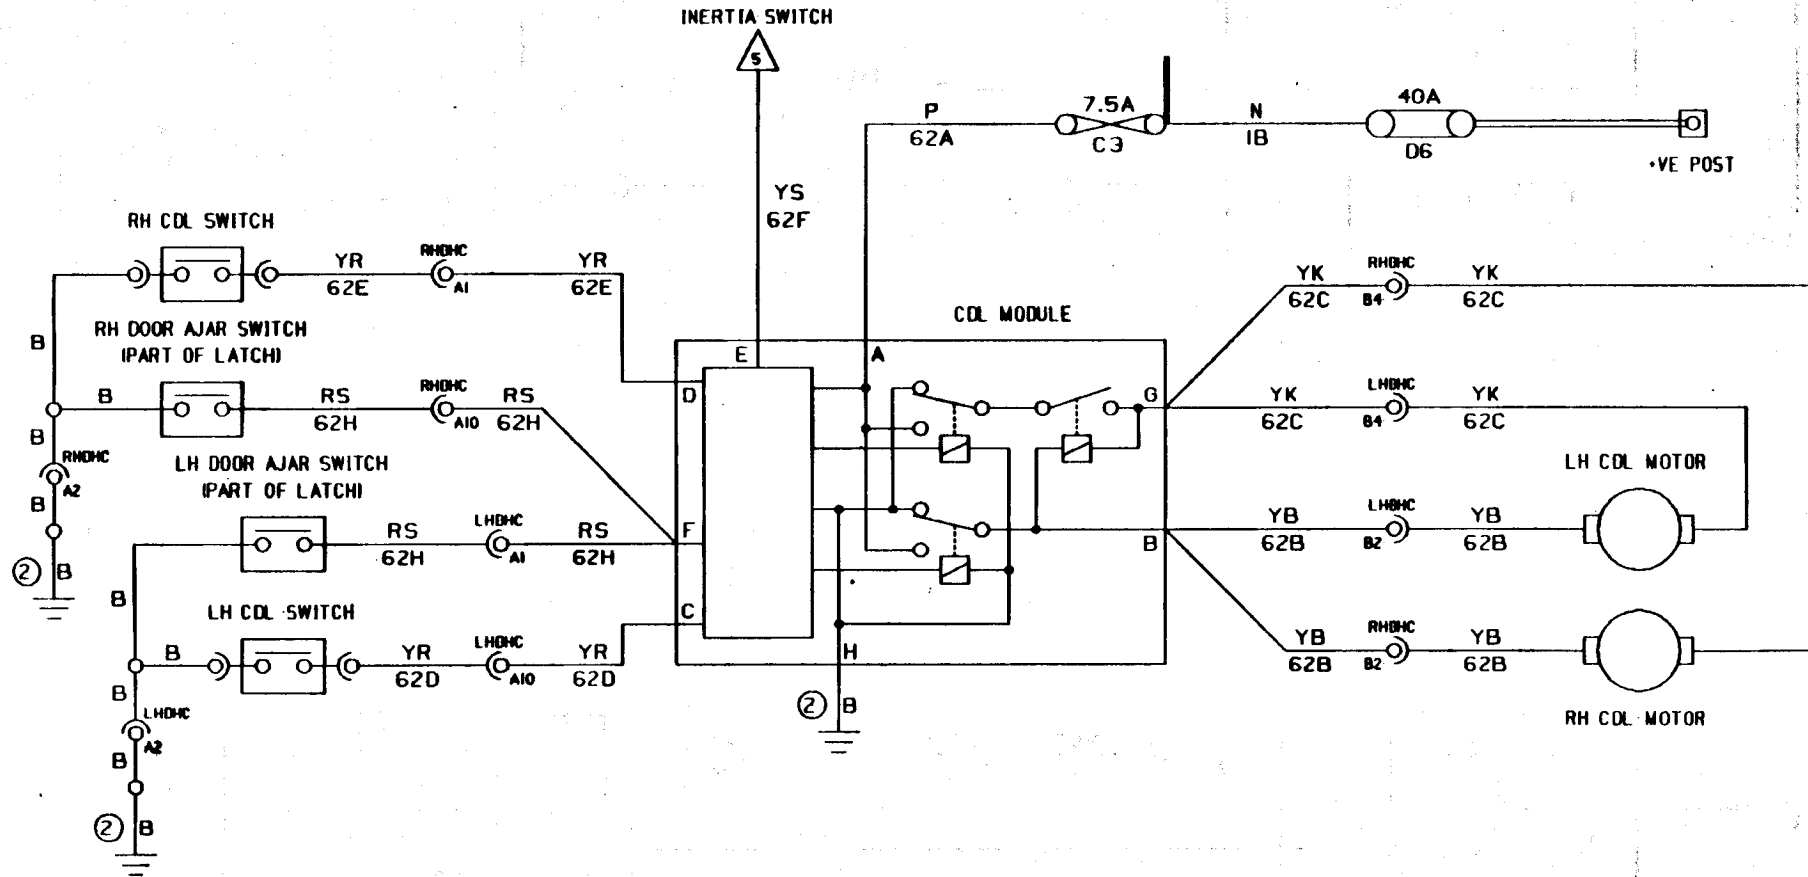 INERTIA SWITCH
5
7.5A
40A
P
N
62A
C3
1B
D6
+VE POST
YS
62F
RH CDL SWITCH
YR
62E
RHDHC
A1
YR
62E
YK
62C
RHDHC
B4
YK
62C
CDL MODULE
RH DOOR AJAR SWITCH
(PART OF LATCH)
B
E
A
D
B
RS
62H
RHDHC
A10
RS
62H
G
YK
62C
LHDHC
B4
YK
62C
B
RHDHC
A2
B
LH DOOR AJAR SWITCH
(PART OF LATCH)
LH CDL MOTOR
RS
62H
LHDHC
A1
RS
62H
F
B
YB
62B
LHDHC
B2
YB
62B
2
B
B
LH CDL SWITCH
C
B
YR
62D
LHDHC
A10
YR
62D
H
YB
62B
RHDHC
B2
YB
62B
B
LHDHC
A2
B
2
B
RH CDL MOTOR
2
B